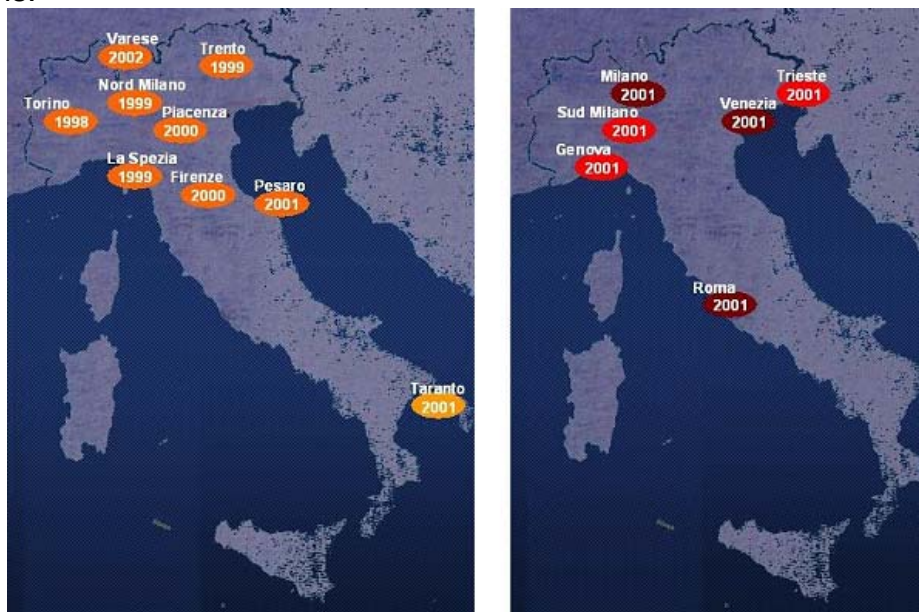 Varese
2002
Trento
1999
Nord Milano
1999
Torino
1998
Piacenza
2000
La Spezia
1999
Firenze
2000
Pesaro
2001
Taranto
2001
Milano
2001
Trieste
2001
Venezia
2001
Sud Milano
2001
Genova
2001
Roma
2001